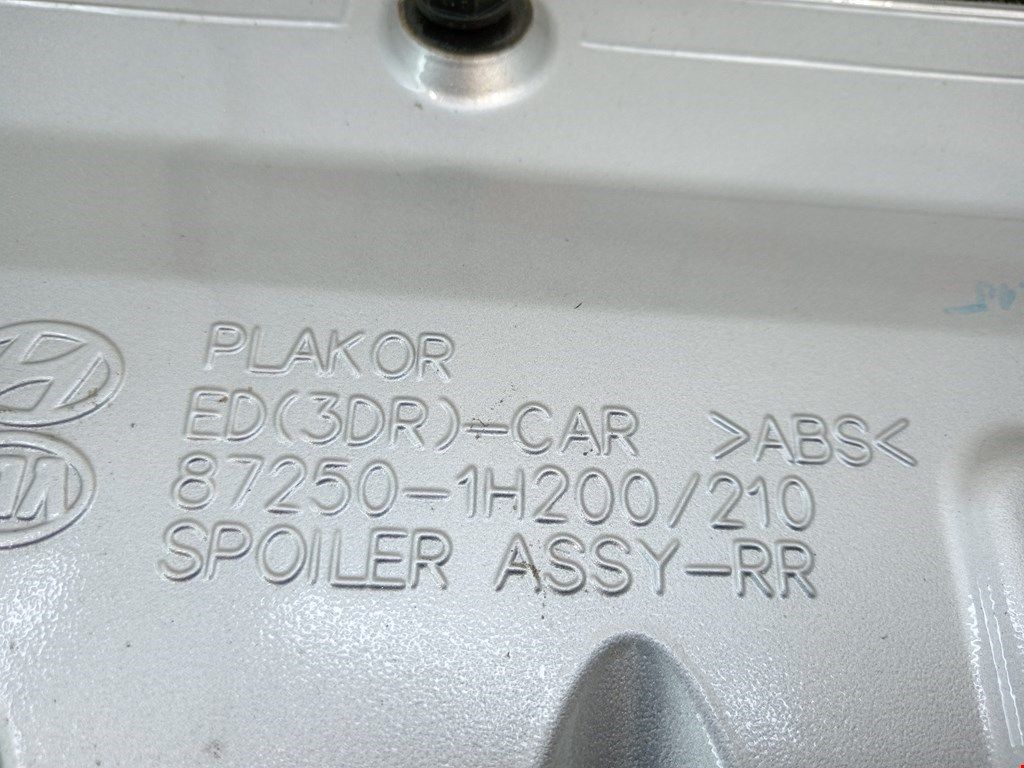 PLAKOR
ED(3DR)-CAR >ABS<
87250-1H200/210
SPOILER ASSY-RR